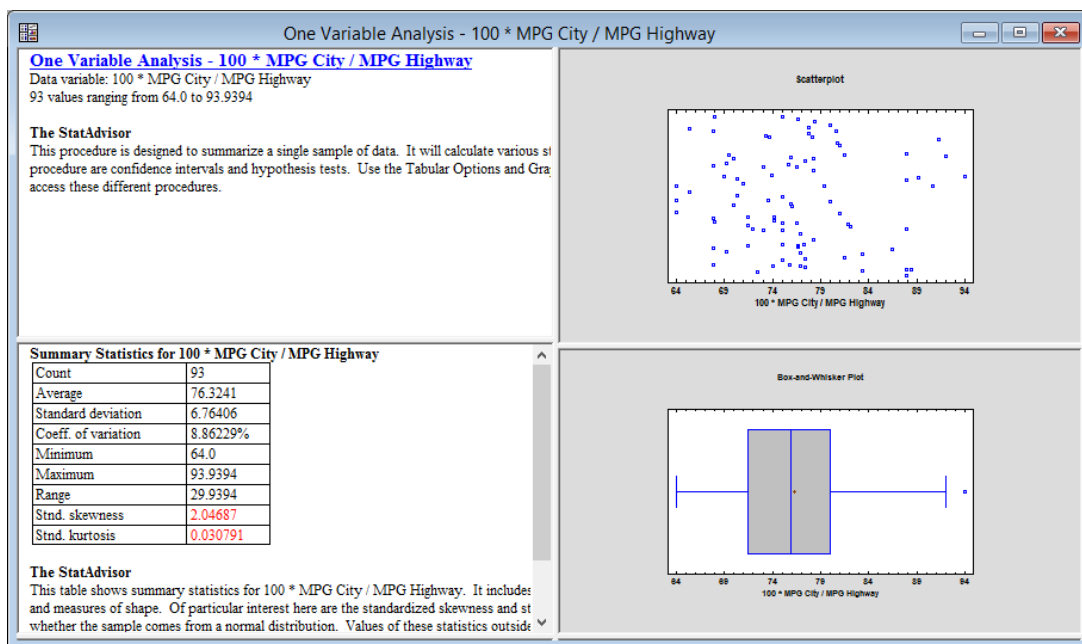 One Variable Analysis - 100 * MPG City / MPG Highway
One Variable Analysis - 100 * MPG City / MPG Highway
Data variable: 100 * MPG City / MPG Highway
93 values ranging from 64.0 to 93.9394
The StatAdvisor
This procedure is designed to summarize a single sample of data. It will calculate various st
procedure are confidence intervals and hypothesis tests. Use the Tabular Options and Gra
access these different procedures.
Scatterplot
64 69 74 79 84 89 94
100 * MPG City / MPG Highway
Summary Statistics for 100 * MPG City / MPG Highway
Count 93
Average 76.3241
Standard deviation 6.76406
Coeff. of variation 8.86229%
Minimum 64.0
Maximum 93.9394
Range 29.9394
Stnd. skewness 2.04687
Stnd. kurtosis 0.030791
The StatAdvisor
This table shows summary statistics for 100 * MPG City / MPG Highway. It includes
and measures of shape. Of particular interest here are the standardized skewness and st
whether the sample comes from a normal distribution. Values of these statistics outside
Box-and-Whisker Plot
64 69 74 79 84 89 94
100 * MPG City / MPG Highway